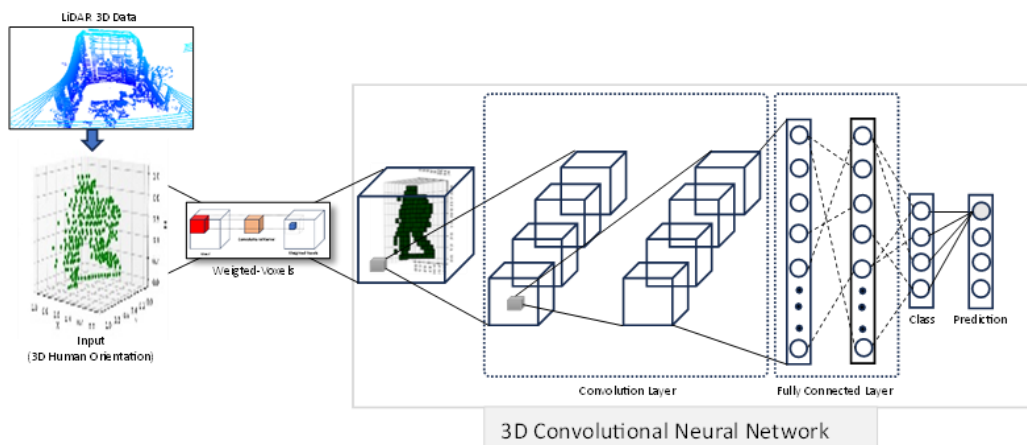 LiDAR 3D Data
Input
(3D Human Orientation)
Weigted-Voxels
Convolution Layer
Fully Connected Layer
Class
Prediction
3D Convolutional Neural Network